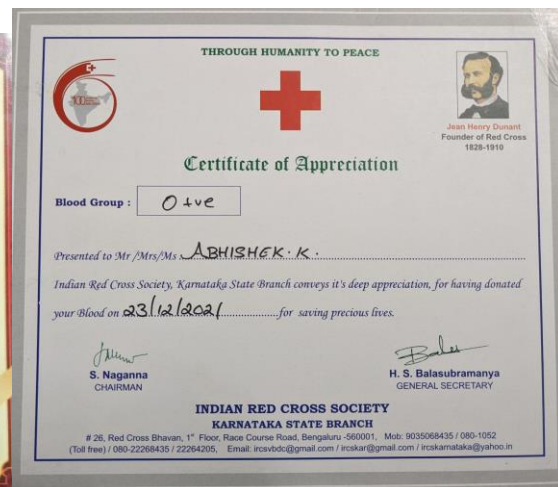 THROUGH HUMANITY TO PEACE
100
Jean Henry Dunant
Founder of Red Cross
1828-1910
Certificate of Appreciation
Blood Group : O +ve
Presented to Mr /Mrs/Ms : ABHISHEK. K.
Indian Red Cross Society, Karnataka State Branch conveys it's deep appreciation, for having donated
your Blood on 23/12/2021 for saving precious lives.
S. Naganna
CHAIRMAN
H. S. Balasubramanya
GENERAL SECRETARY
INDIAN RED CROSS SOCIETY
KARNATAKA STATE BRANCH
# 26, Red Cross Bhavan, 1st Floor, Race Course Road, Bengaluru -560001, Mob: 9035068435 / 080-1052
(Toll free) / 080-22268435 / 22264205, Email: ircsvbdc@gmail.com / ircskar@gmail.com / ircskarnataka@yahoo.in